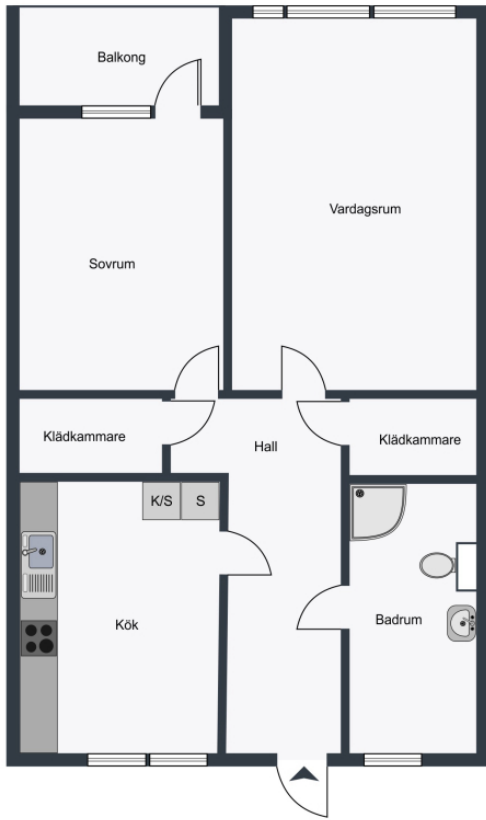 Balkong
Vardagsrum
Sovrum
Klädkammare
Hall
Klädkammare
K/S
S
Kök
Badrum